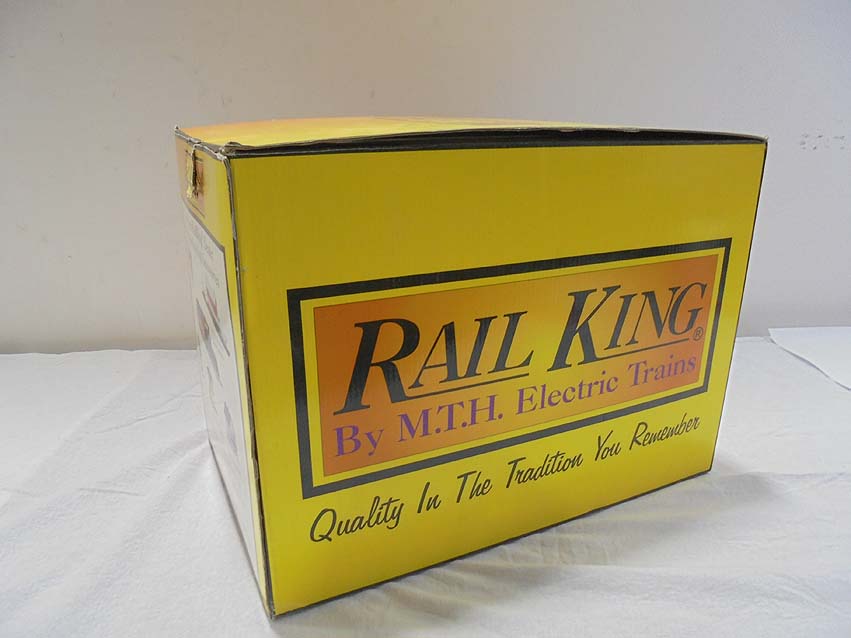 RAIL KING®
By M.T.H. Electric Trains
Quality In The Tradition You Remember